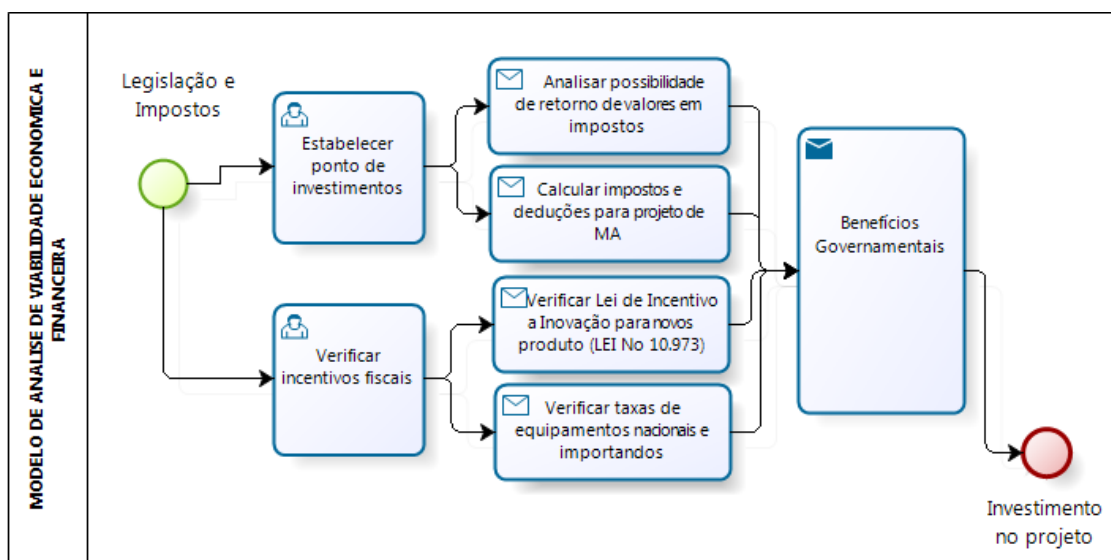 MODELO DE ANALISE DE VIABILIDADE ECONOMICA E
FINANCEIRA
Legislação e
Impostos
Estabelecer
ponto de
investimentos
Verificar
incentivos fiscais
Analisar possibilidade
de retorno de valores em
impostos
Calcular impostos e
deduções para projeto de
MA
Verificar Lei de Incentivo
a Inovação para novos
produto (LEI No 10.973)
Verificar taxas de
equipamentos nacionais e
importandos
Benefícios
Governamentais
Investimento
no projeto